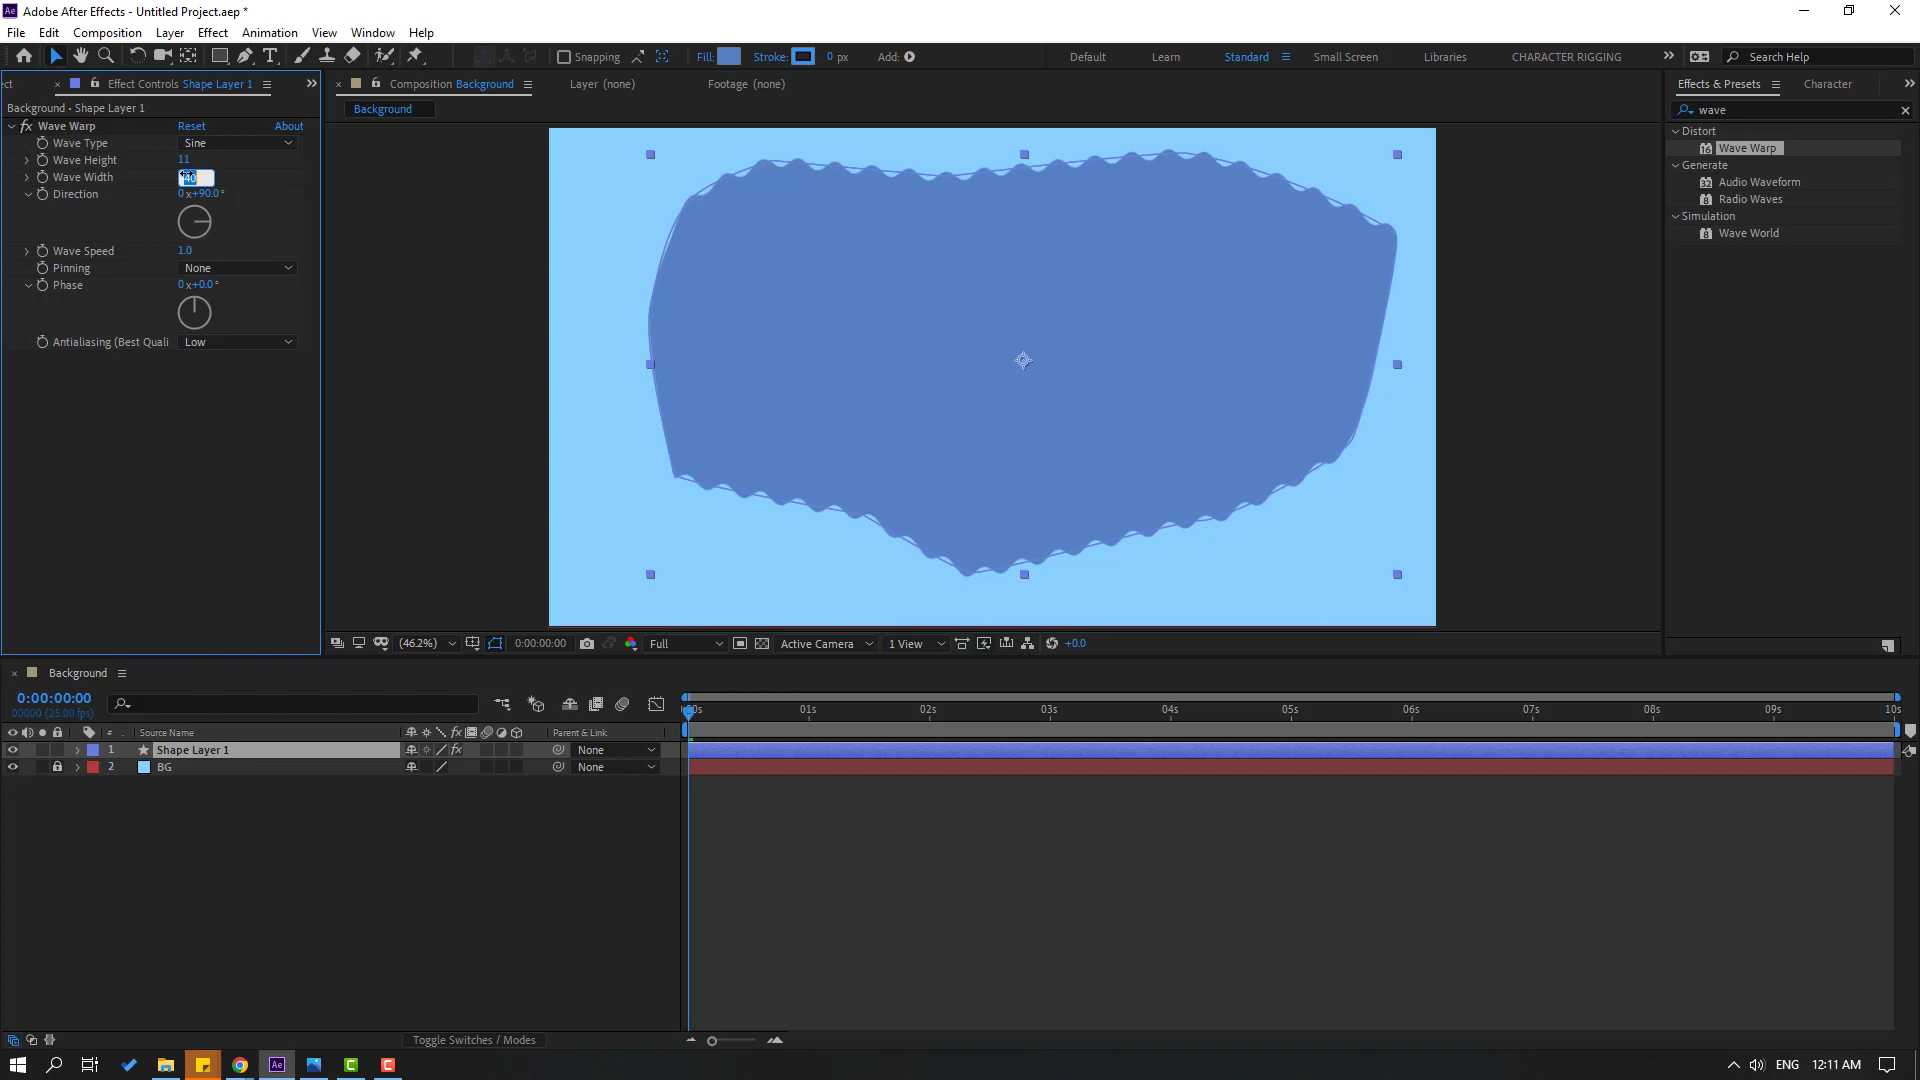 Adobe After Effects - Untitled Project.aep *
File Edit Composition Layer Effect Animation View Window Help
Snapping Fill: Stroke: 0 px Add: Default Learn Standard Small Screen Libraries CHARACTER RIGGING Search Help
Effect Controls Shape Layer 1
Composition Background Layer (none) Footage (none)
Effects & Presets Character
Background • Shape Layer 1
Background
wave
Wave Warp Reset About
Wave Type Sine
Wave Height 11
Wave Width 40
Direction 0 x+90.0 °
Wave Speed 1.0
Pinning None
Phase 0 x+0.0 °
Antialiasing (Best Quali Low
Distort
Wave Warp
Generate
Audio Waveform
Radio Waves
Simulation
Wave World
(46.2%) 0:00:00:00 Full Active Camera 1 View +0.0
Background
0:00:00:00
00000 (25.00 fps)
01s 02s 03s 04s 05s 06s 07s 08s 09s 10s
# Source Name Parent & Link
1 Shape Layer 1 None
2 BG None
Toggle Switches / Modes
ENG 12:11 AM